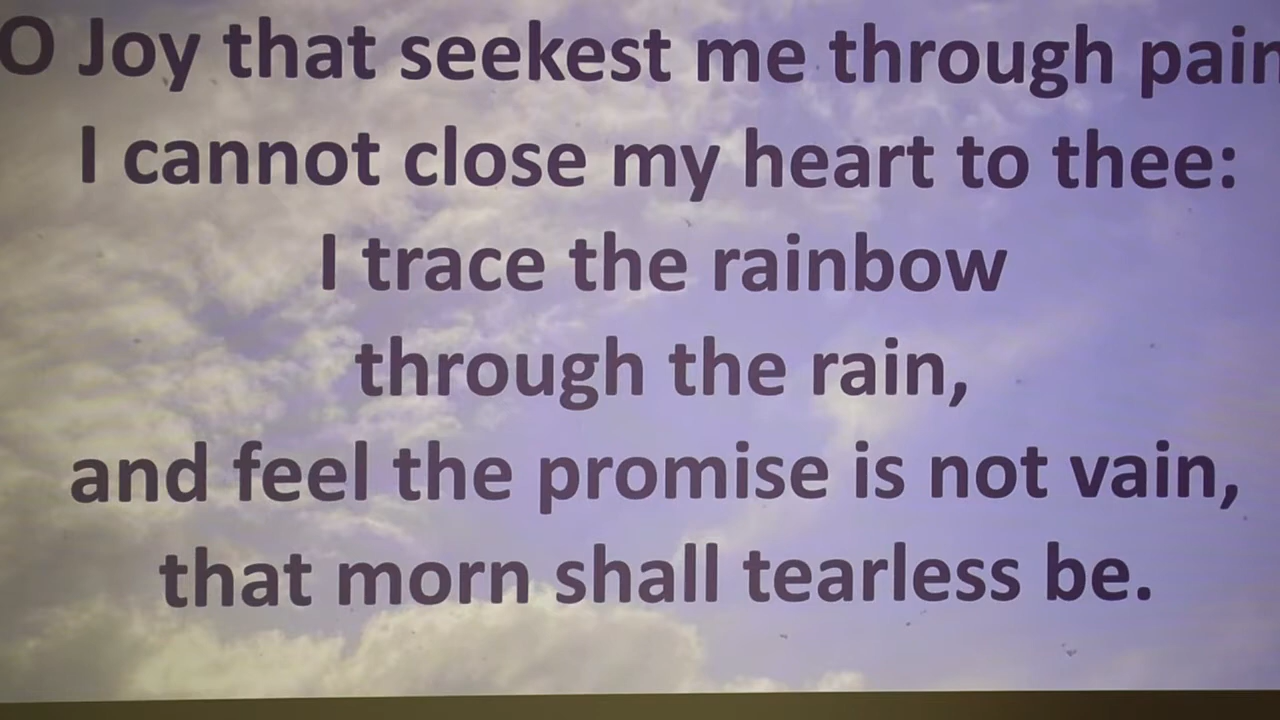 O Joy that seekest me through pain
I cannot close my heart to thee:
I trace the rainbow
through the rain,
and feel the promise is not vain,
that morn shall tearless be.